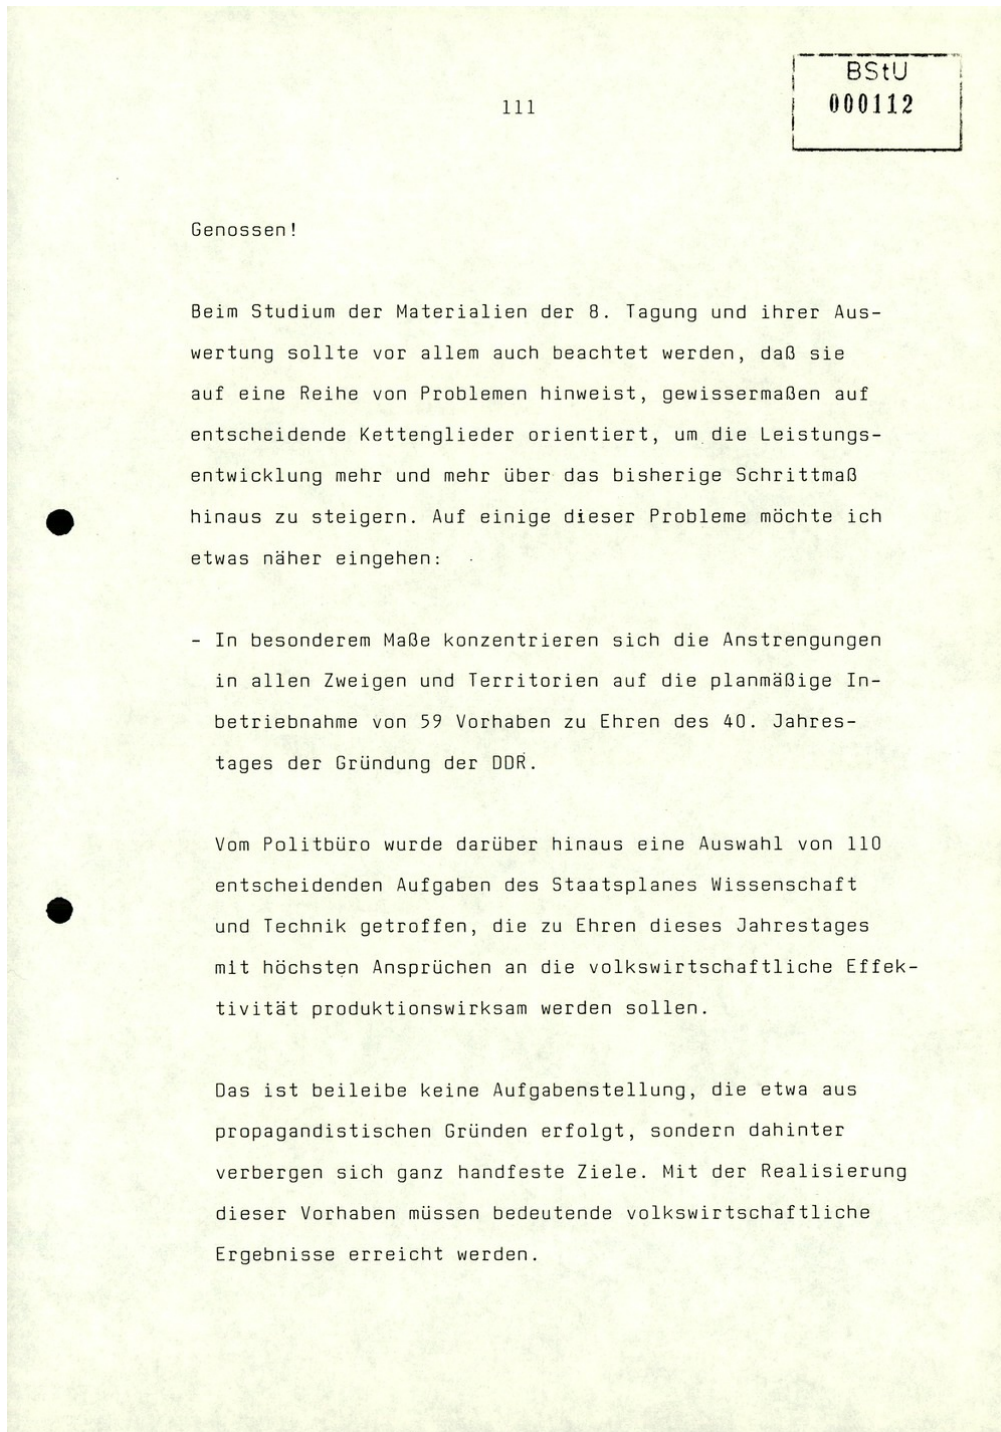 BStU
000112
111
Genossen!
Beim Studium der Materialien der 8. Tagung und ihrer Aus-
wertung sollte vor allem auch beachtet werden, daß sie
auf eine Reihe von Problemen hinweist, gewissermaßen auf
entscheidende Kettenglieder orientiert, um die Leistungs-
entwicklung mehr und mehr über das bisherige Schrittmaß
hinaus zu steigern. Auf einige dieser Probleme möchte ich
etwas näher eingehen:
- In besonderem Maße konzentrieren sich die Anstrengungen
in allen Zweigen und Territorien auf die planmäßige In-
betriebnahme von 59 Vorhaben zu Ehren des 40. Jahres-
tages der Gründung der DDR.
Vom Politbüro wurde darüber hinaus eine Auswahl von 110
entscheidenden Aufgaben des Staatsplanes Wissenschaft
und Technik getroffen, die zu Ehren dieses Jahrestages
mit höchsten Ansprüchen an die volkswirtschaftliche Effek-
tivität produktionswirksam werden sollen.
Das ist beileibe keine Aufgabenstellung, die etwa aus
propagandistischen Gründen erfolgt, sondern dahinter
verbergen sich ganz handfeste Ziele. Mit der Realisierung
dieser Vorhaben müssen bedeutende volkswirtschaftliche
Ergebnisse erreicht werden.